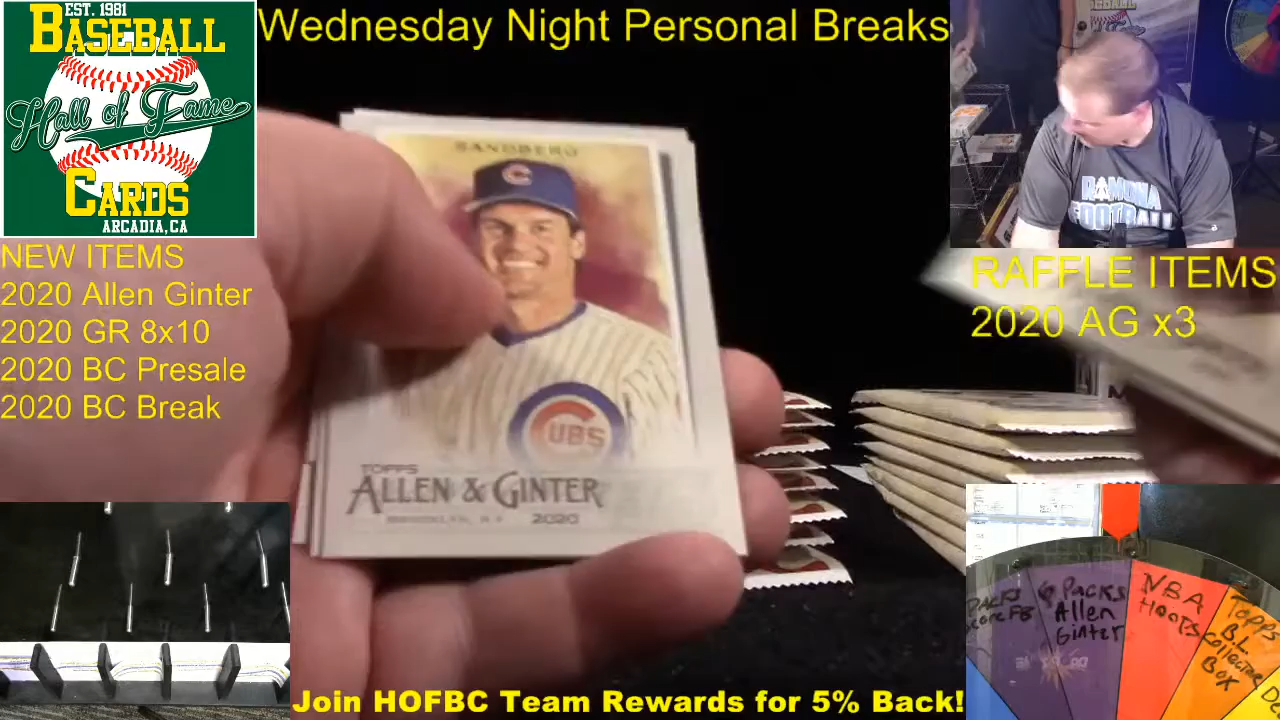 EST. 1981
BASEBALL
Hall of Fame
CARDS
ARCADIA, CA
Wednesday Night Personal Breaks
NEW ITEMS
2020 Allen Ginter
2020 GR 8x10
2020 BC Presale
2020 BC Break
SANDBERG
C
CUBS
TOPPS
ALLEN & GINTER
BROOKLYN, N.Y. 2020
RAMONA
FOOTBALL
RAFFLE ITEMS
2020 AG x3
6 Packs
Allen
Ginter
NBA
Hoops
TOPPS
B.L.
Collector
Box
Join HOFBC Team Rewards for 5% Back!